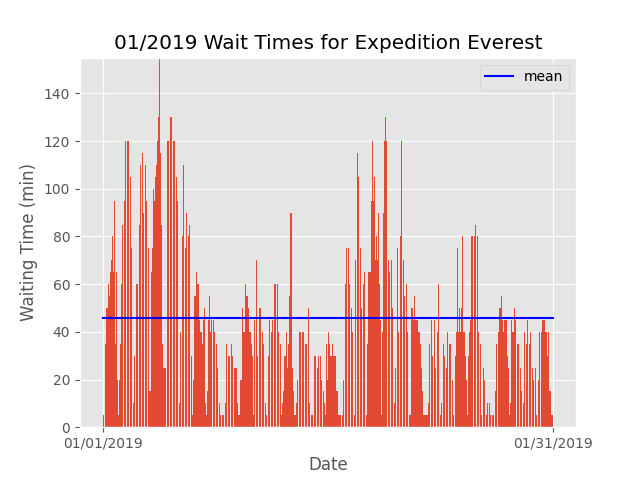 01/2019 Wait Times for Expedition Everest
mean
Waiting Time (min)
140
120
100
80
60
40
20
0
01/01/2019
01/31/2019
Date